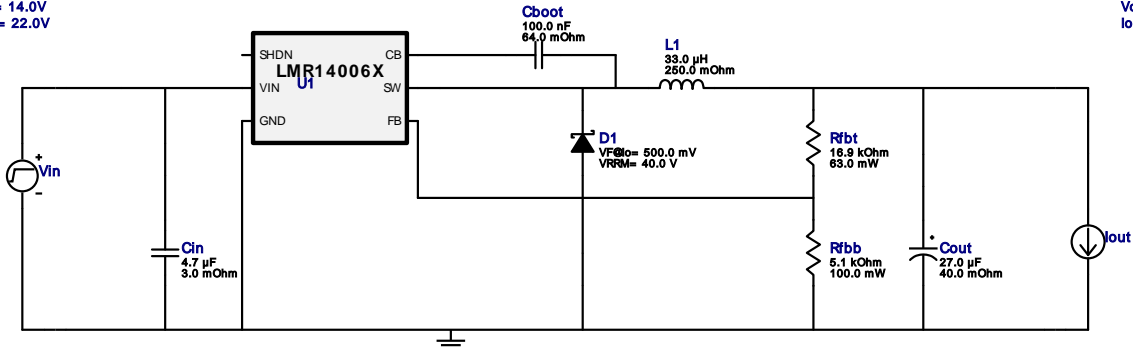 = 14.0V
= 22.0V
Vo
Io
Cboot
100.0 nF
64.0 mOhm
L1
33.0 µH
250.0 mOhm
SHDN
CB
LMR14006X
U1
VIN
SW
GND
FB
D1
VF@Io= 500.0 mV
VRRM= 40.0 V
Rfbt
16.9 kOhm
63.0 mW
+
Vin
-
Cin
4.7 µF
3.0 mOhm
Rfbb
5.1 kOhm
100.0 mW
Cout
27.0 µF
40.0 mOhm
Iout